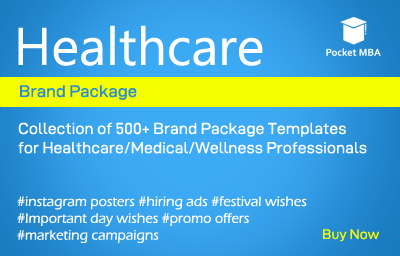 Healthcare
Pocket MBA
Brand Package
Collection of 500+ Brand Package Templates
for Healthcare/Medical/Wellness Professionals
#instagram posters #hiring ads #festival wishes
#Important day wishes #promo offers
#marketing campaigns
Buy Now